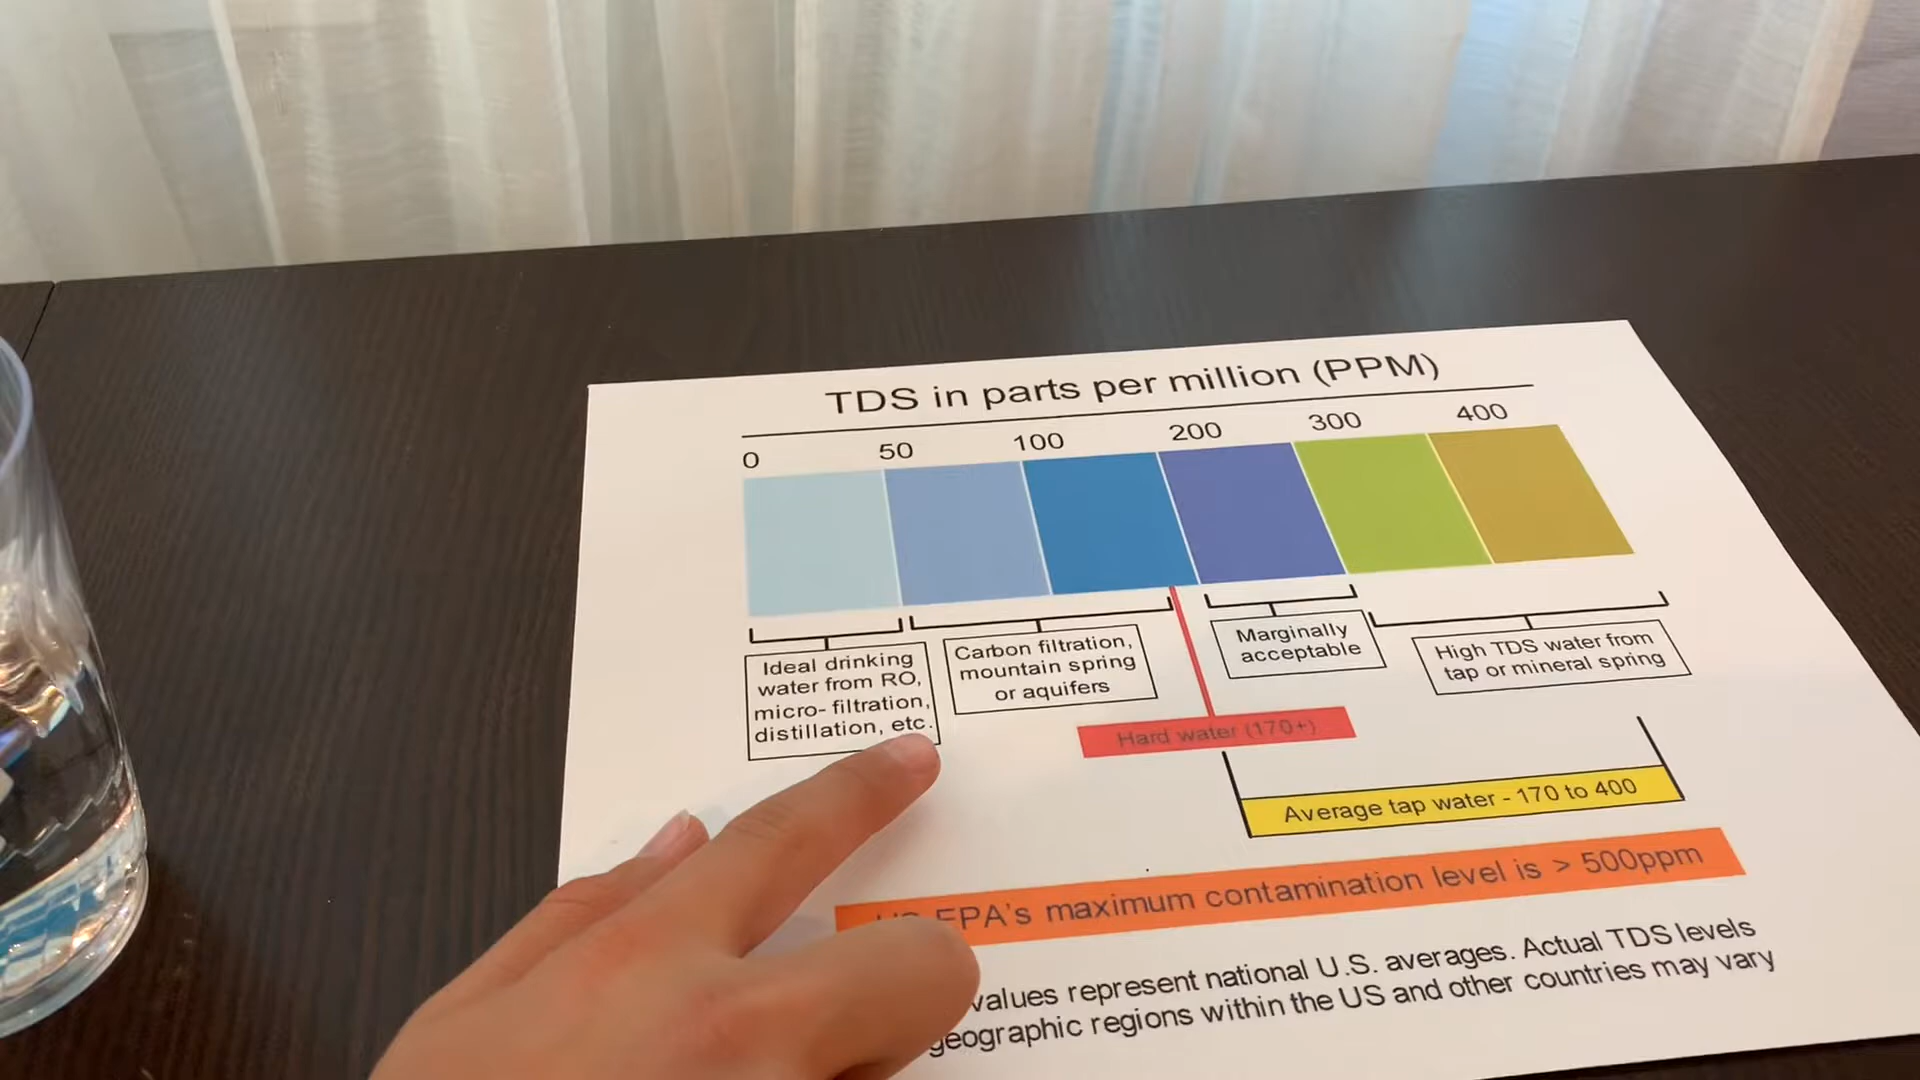 TDS in parts per million (PPM)
0 50 100 200 300 400
Ideal drinking
water from RO,
micro- filtration,
distillation, etc.
Carbon filtration,
mountain spring
or aquifers
Marginally
acceptable
High TDS water from
tap or mineral spring
Hard water (170+)
Average tap water - 170 to 400
EPA's maximum contamination level is > 500ppm
values represent national U.S. averages. Actual TDS levels
geographic regions within the US and other countries may vary